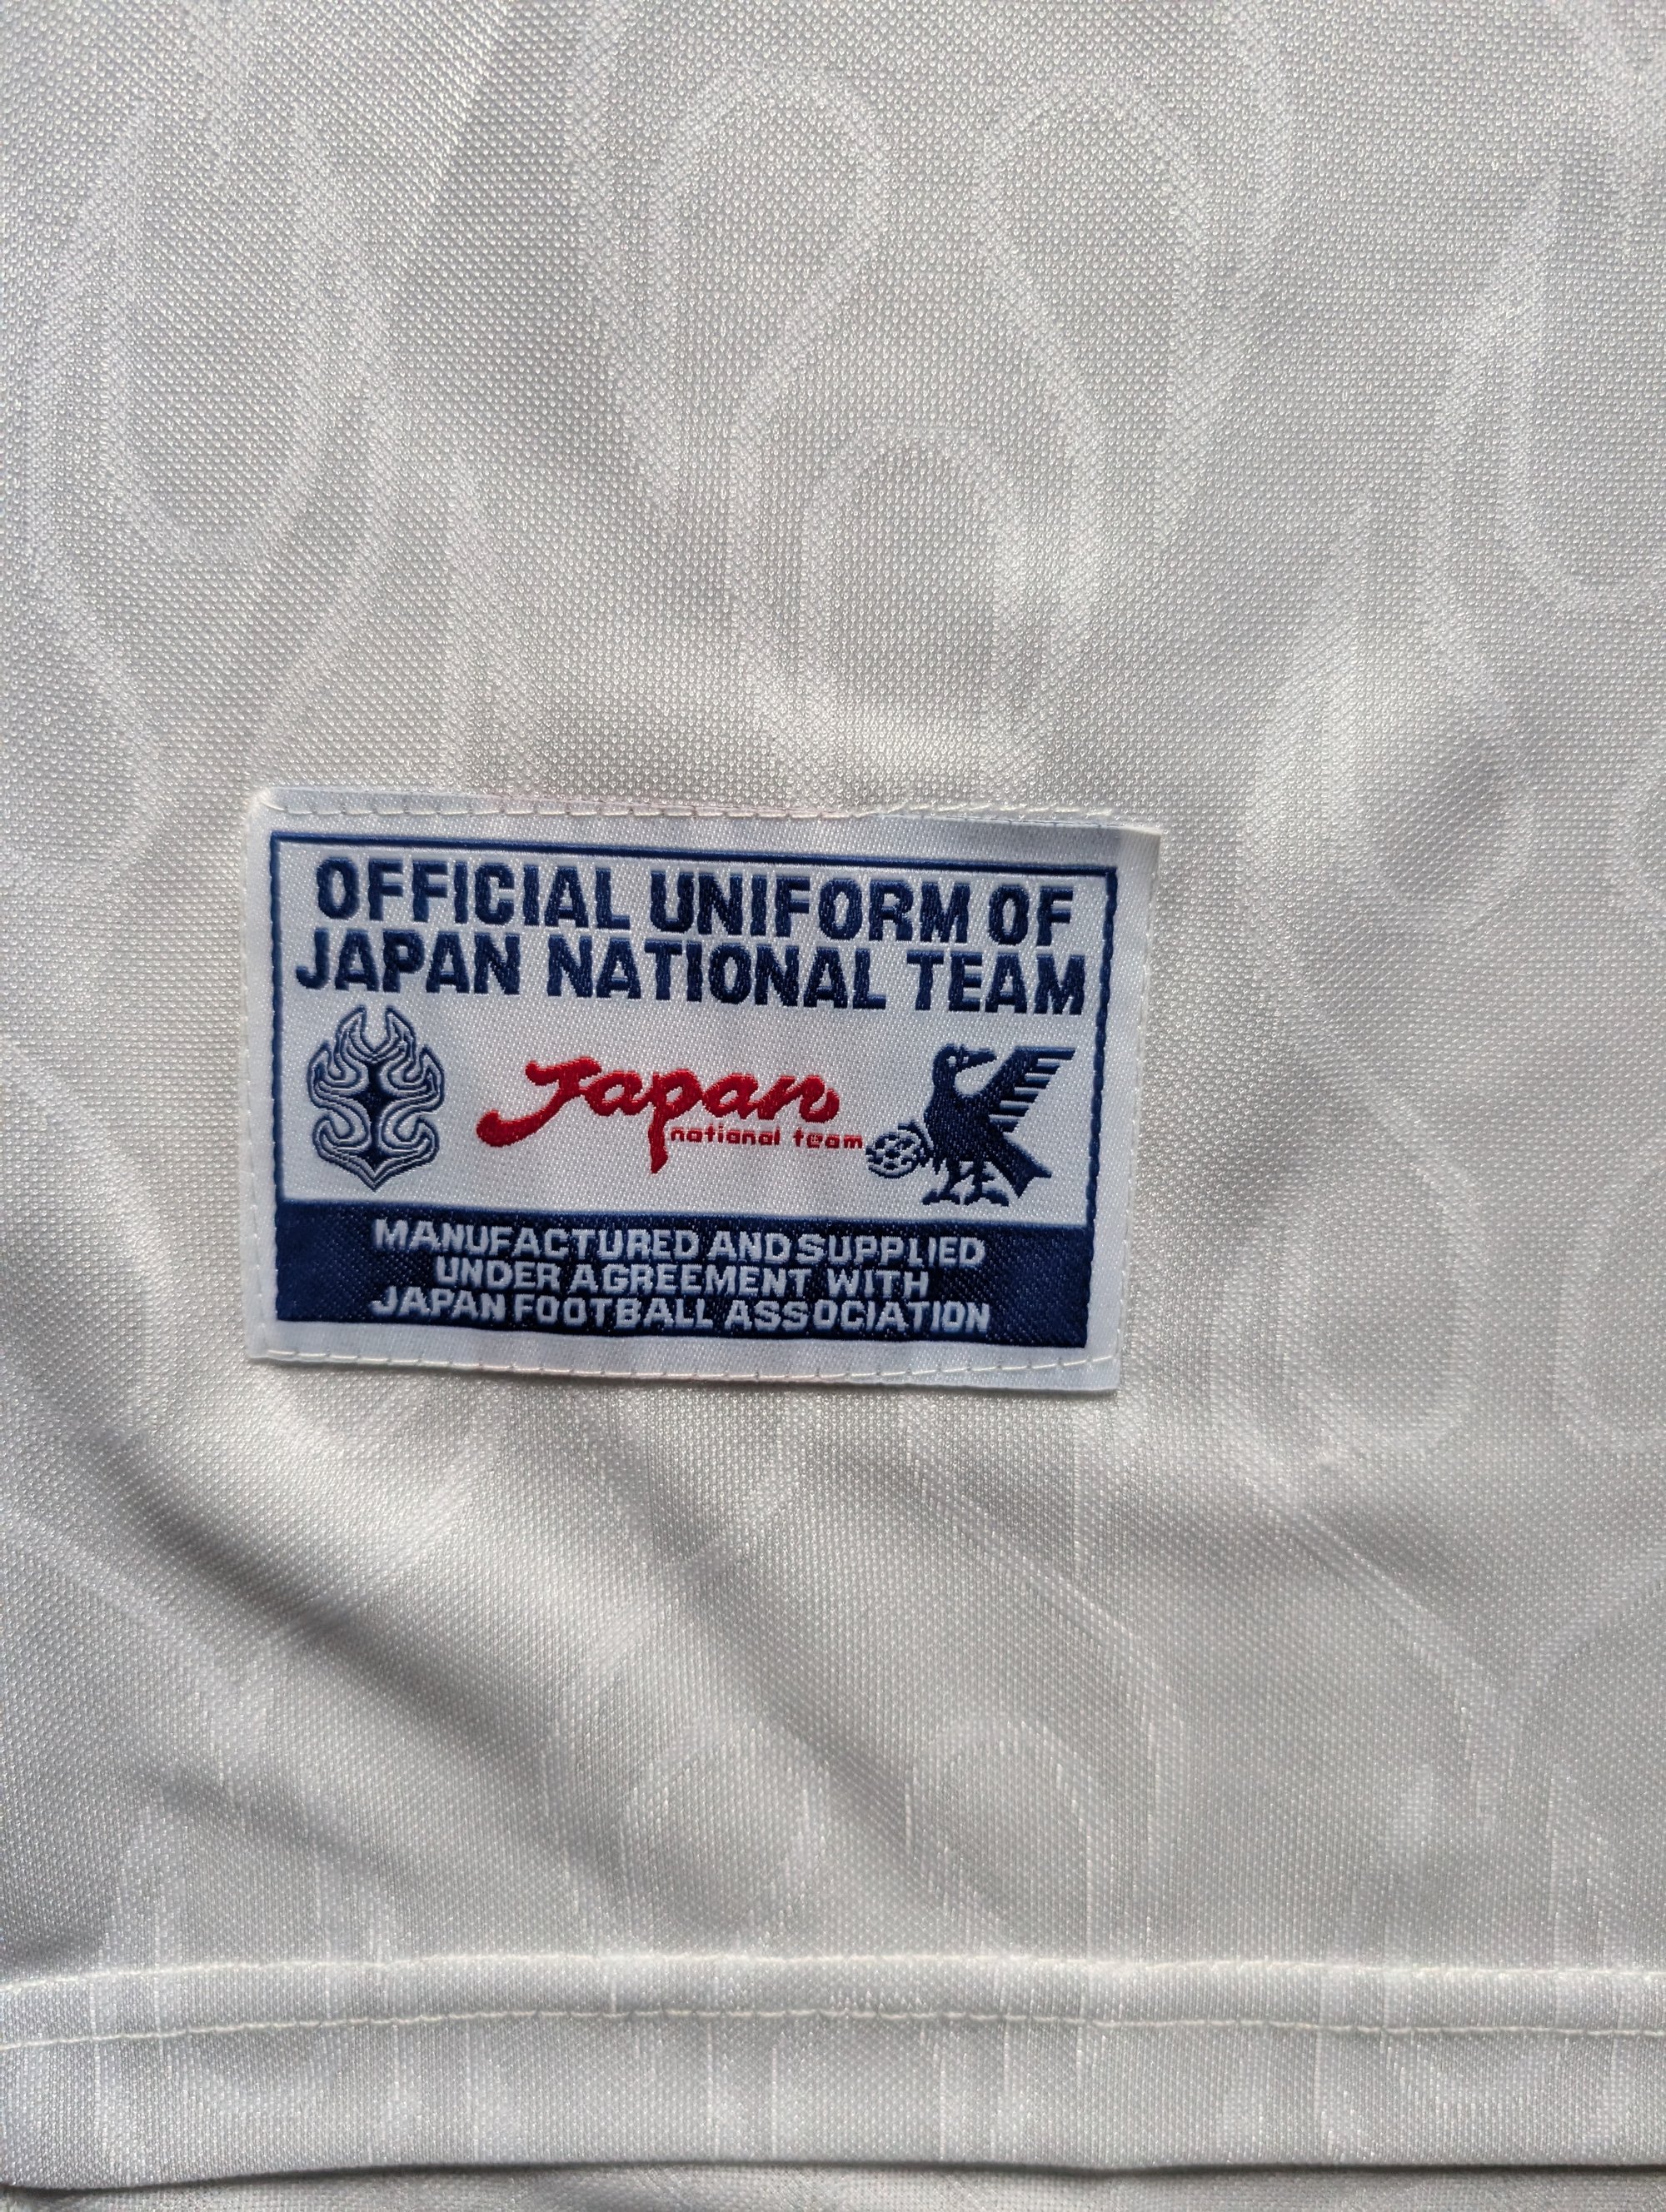 OFFICIAL UNIFORM OF
JAPAN NATIONAL TEAM
Japan
national team
MANUFACTURED AND SUPPLIED
UNDER AGREEMENT WITH
JAPAN FOOTBALL ASSOCIATION